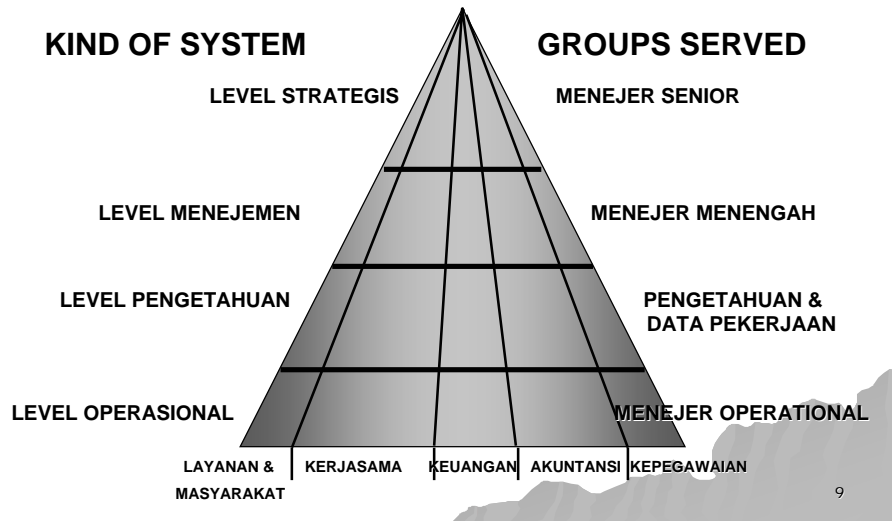 KIND OF SYSTEM
GROUPS SERVED
LEVEL STRATEGIS
MENEJER SENIOR
LEVEL MENEJEMEN
MENEJER MENENGAH
LEVEL PENGETAHUAN
PENGETAHUAN &
DATA PEKERJAAN
LEVEL OPERASIONAL
MENEJER OPERATIONAL
LAYANAN &
MASYARAKAT
KERJASAMA
KEUANGAN
AKUNTANSI
KEPEGAWAIAN
9